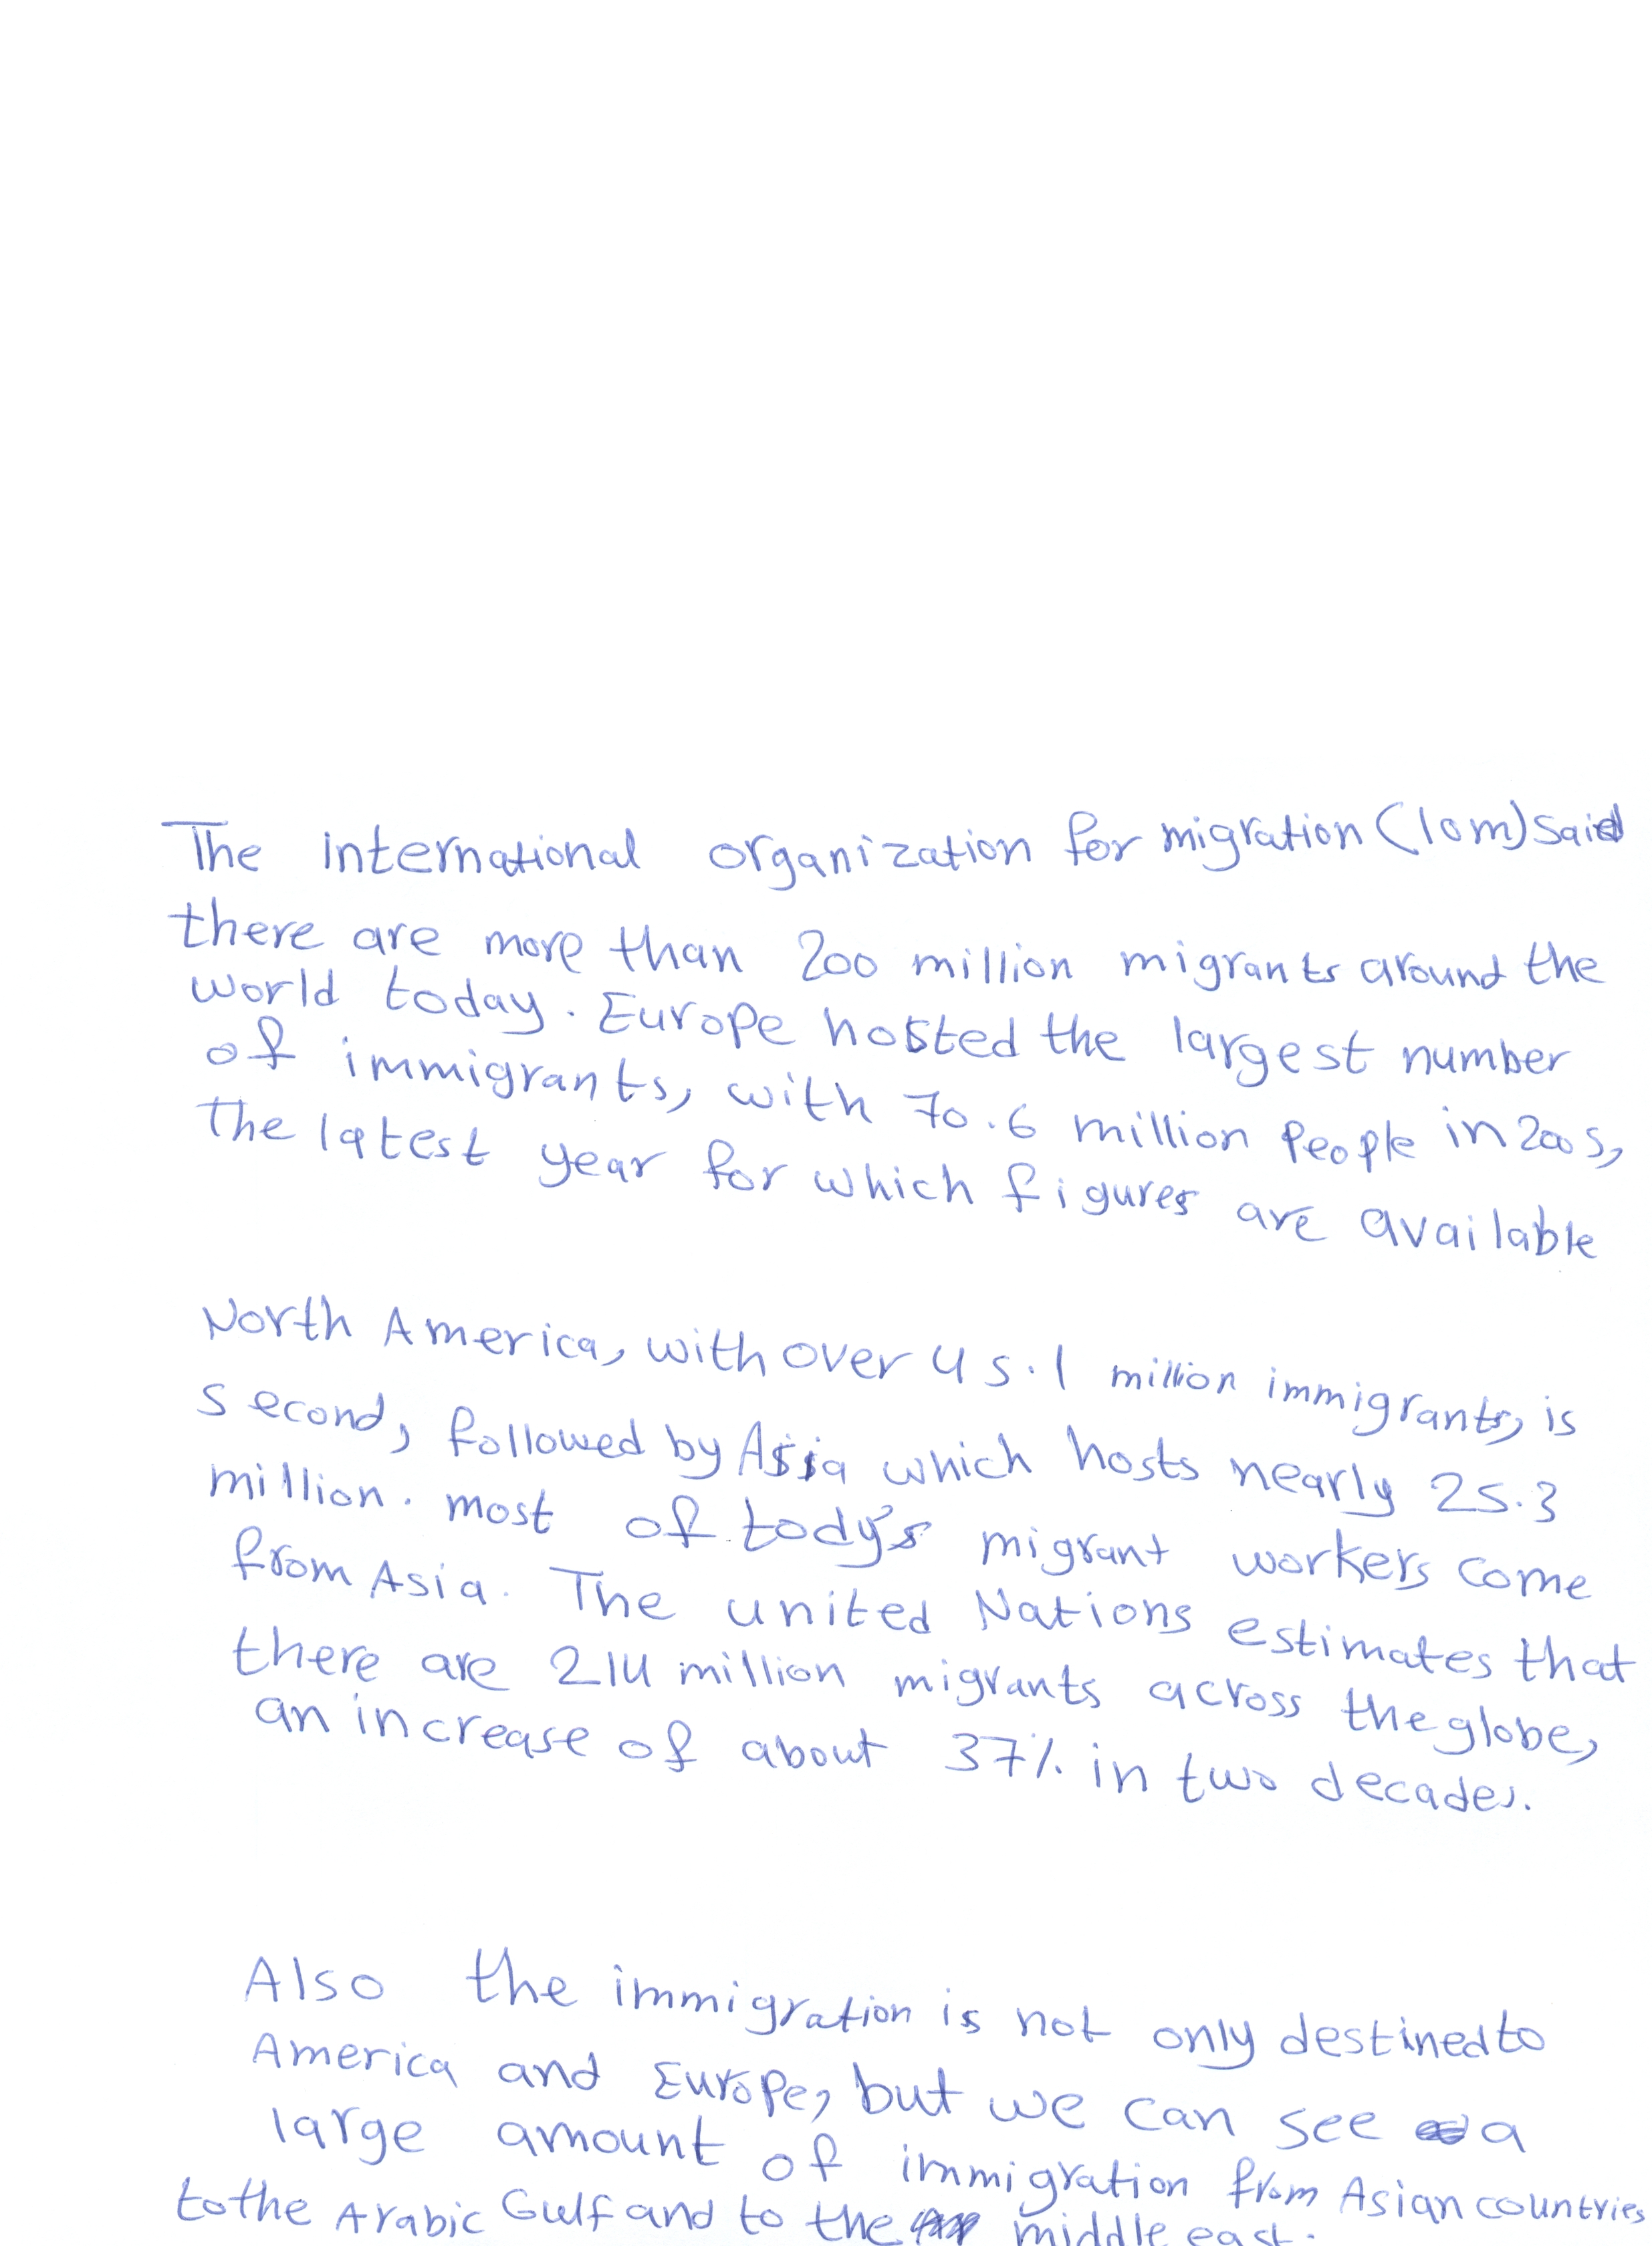 The international organization for migration (Iom) said
there are more than 200 million migrants around the
world today. Europe hosted the largest number
of immigrants, with 70.6 million People in 2005,
The latest year for which figures are available
North America, with over 45.1 million immigrants, is
second, followed by Asia which hosts nearly 25.3
million. most of tody's migrant workers come
from Asia. The united Nations estimates that
there are 214 million migrants across the globe,
an increase of about 37% in two decades.
Also the immigration is not only destined to
America and Europe, but we can see a
large amount of immigration from Asian countries
to the Arabic Gulf and to the middle east.